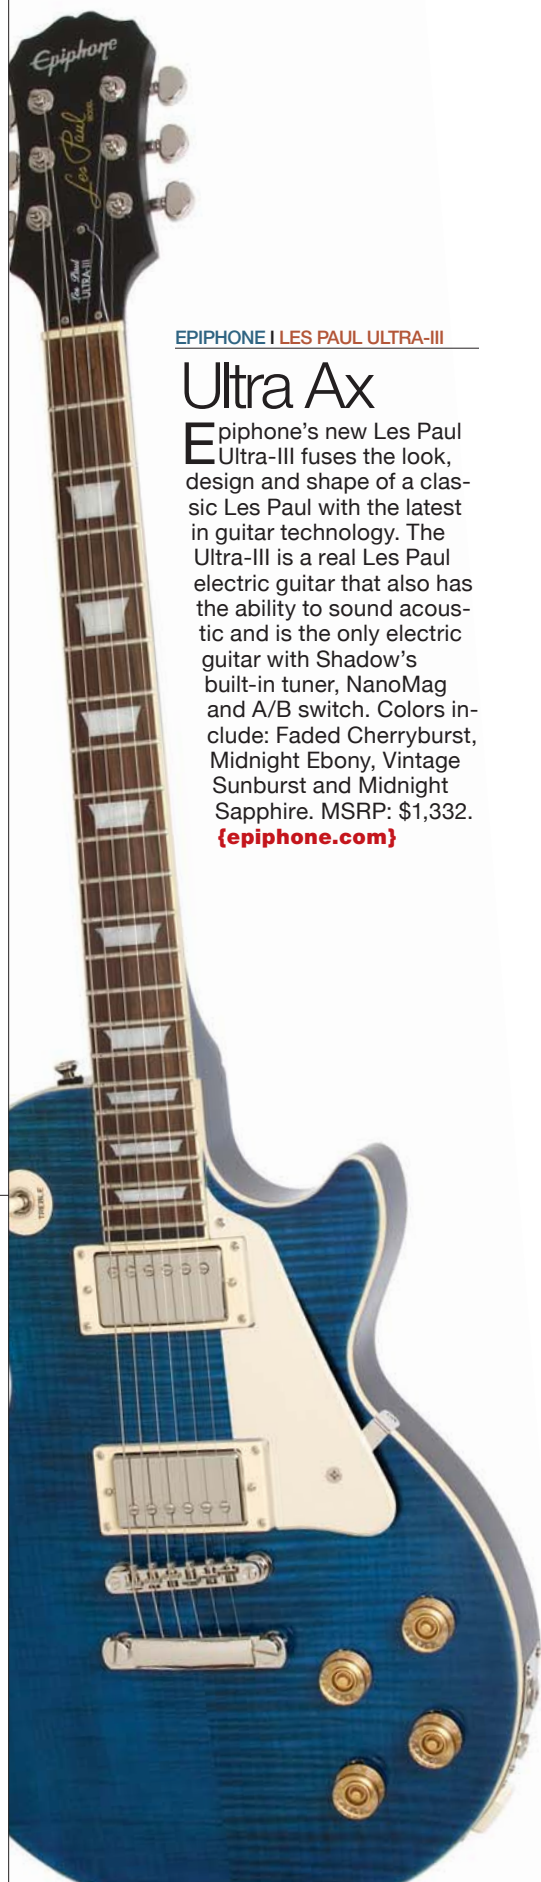 Epiphone
Les Paul
MODEL
Les Paul
ULTRA-III
EPIPHONE | LES PAUL ULTRA-III
Ultra Ax
Epiphone's new Les Paul
Ultra-III fuses the look,
design and shape of a clas-
sic Les Paul with the latest
in guitar technology. The
Ultra-III is a real Les Paul
electric guitar that also has
the ability to sound acous-
tic and is the only electric
guitar with Shadow's
built-in tuner, NanoMag
and A/B switch. Colors in-
clude: Faded Cherryburst,
Midnight Ebony, Vintage
Sunburst and Midnight
Sapphire. MSRP: $1,332.
{epiphone.com}
TREBLE